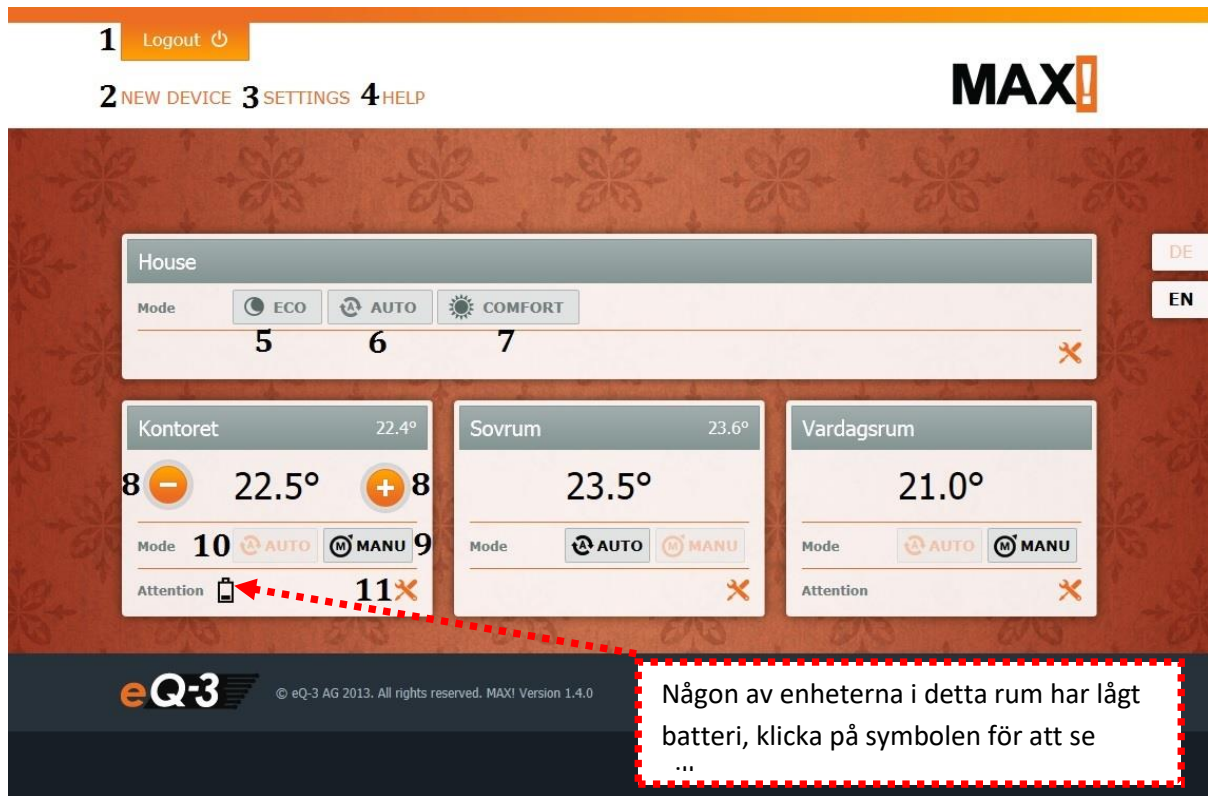 1 Logout
2 NEW DEVICE 3 SETTINGS 4 HELP
MAX!
DE
EN
House
Mode ECO AUTO COMFORT
5 6 7
Kontoret 22.4°
8 22.5° 8
Mode 10 AUTO MANU 9
Attention 11
Sovrum 23.6°
23.5°
Mode AUTO MANU
Vardagsrum
21.0°
Mode AUTO MANU
Attention
eQ-3
© eQ-3 AG 2013. All rights reserved. MAX! Version 1.4.0
Någon av enheterna i detta rum har lågt
batteri, klicka på symbolen för att se